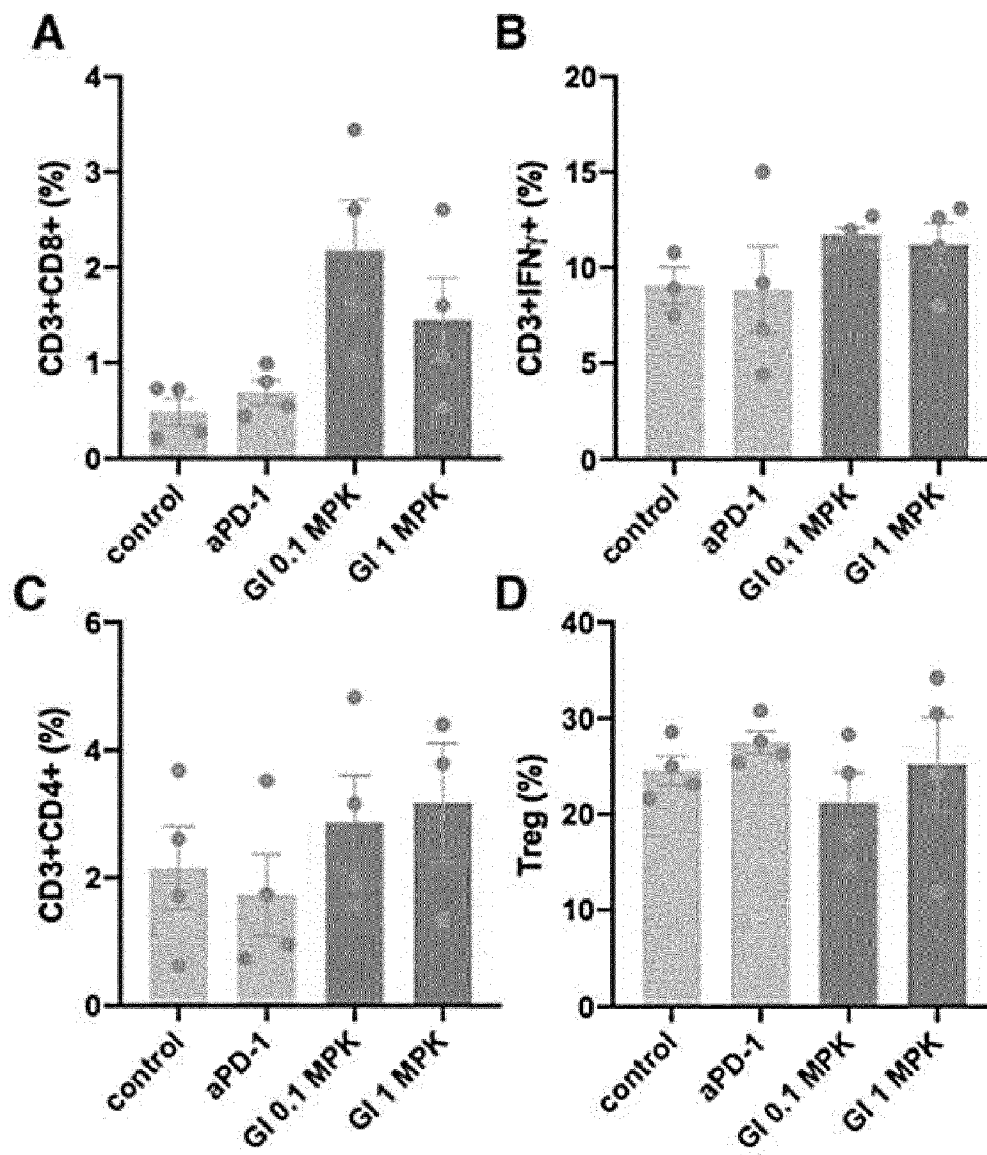 A
CD3+CD8+ (%)
4
3
2
1
0
control
aPD-1
GI 0.1 MPK
GI 1 MPK
B
CD3+IFNγ+ (%)
20
15
10
5
0
control
aPD-1
GI 0.1 MPK
GI 1 MPK
C
CD3+CD4+ (%)
6
4
2
0
control
aPD-1
GI 0.1 MPK
GI 1 MPK
D
Treg (%)
40
30
20
10
0
control
aPD-1
GI 0.1 MPK
GI 1 MPK